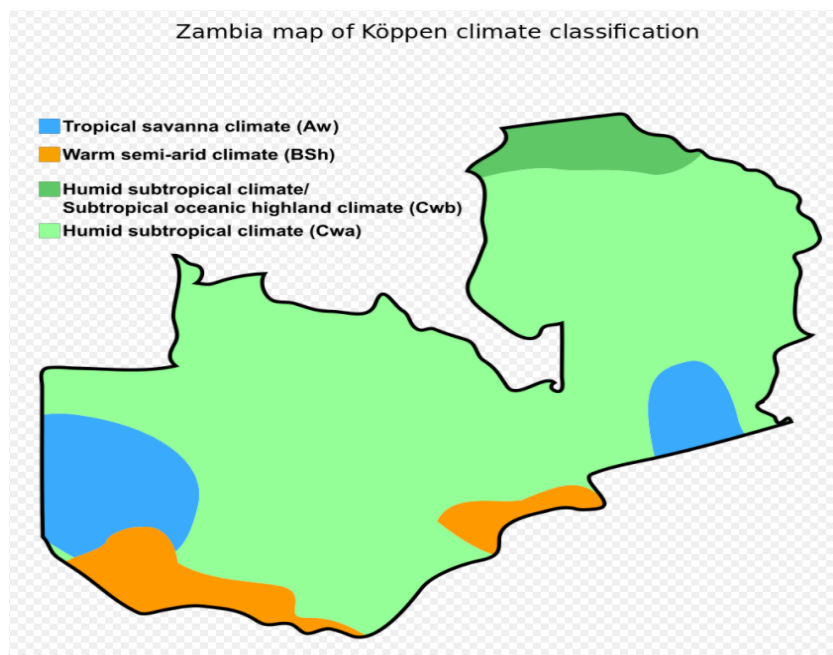 Zambia map of Köppen climate classification
Tropical savanna climate (Aw)
Warm semi-arid climate (BSh)
Humid subtropical climate/
Subtropical oceanic highland climate (Cwb)
Humid subtropical climate (Cwa)